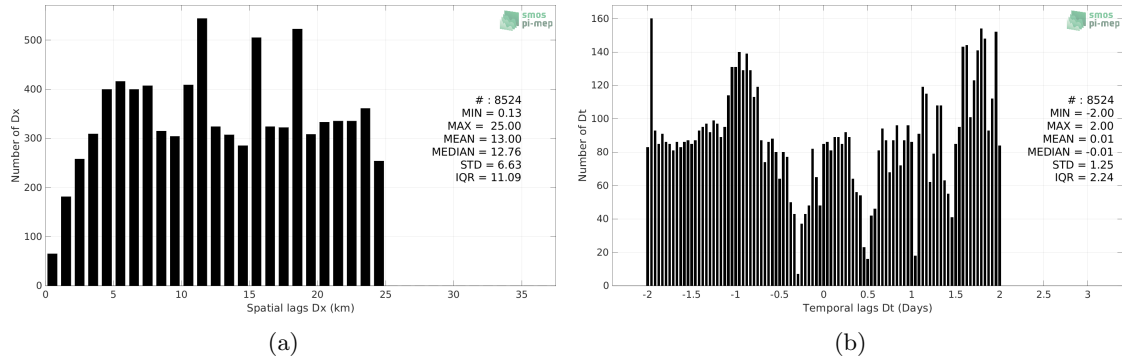 Number of Dx
500
400
300
200
100
0
0 5 10 15 20 25 30 35
Spatial lags Dx (km)
smos
pi-mep
# : 8524
MIN = 0.13
MAX = 25.00
MEAN = 13.00
MEDIAN = 12.76
STD = 6.63
IQR = 11.09
(a)
Number of Dt
160
140
120
100
80
60
40
20
0
-2 -1.5 -1 -0.5 0 0.5 1 1.5 2 2.5 3
Temporal lags Dt (Days)
smos
pi-mep
# : 8524
MIN = -2.00
MAX = 2.00
MEAN = 0.01
MEDIAN = -0.01
STD = 1.25
IQR = 2.24
(b)